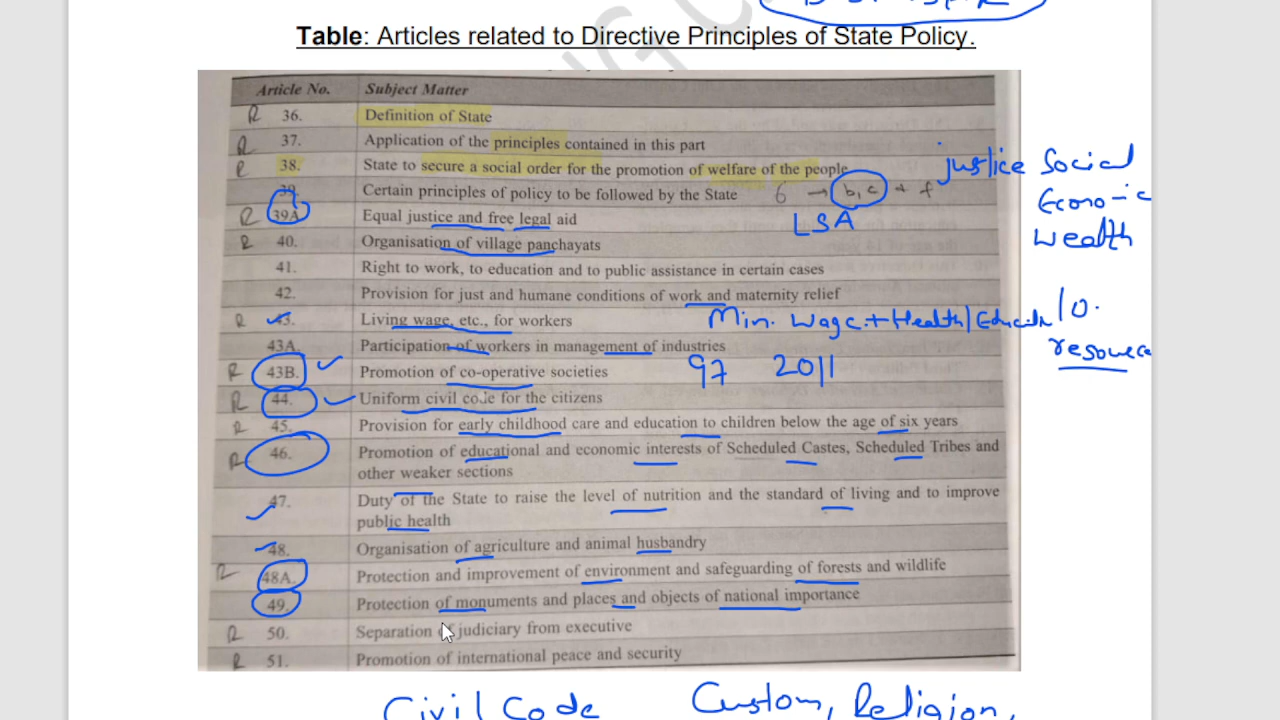 Table: Articles related to Directive Principles of State Policy.
Article No. Subject Matter
R 36. Definition of State
R 37. Application of the principles contained in this part
R 38. State to secure a social order for the promotion of welfare of the people
justice Social
Economic
wealth
39. Certain principles of policy to be followed by the State 6 → b, c + f
R 39A. Equal justice and free legal aid LSA
R 40. Organisation of village panchayats
41. Right to work, to education and to public assistance in certain cases
42. Provision for just and humane conditions of work and maternity relief
R 43. Living wage, etc., for workers Min. Wage + Health/Education
resource
43A. Participation of workers in management of industries
R 43B. Promotion of co-operative societies 97 2011
R 44. Uniform civil code for the citizens
R 45. Provision for early childhood care and education to children below the age of six years
R 46. Promotion of educational and economic interests of Scheduled Castes, Scheduled Tribes and
other weaker sections
47. Duty of the State to raise the level of nutrition and the standard of living and to improve
public health
48. Organisation of agriculture and animal husbandry
R 48A. Protection and improvement of environment and safeguarding of forests and wildlife
49. Protection of monuments and places and objects of national importance
R 50. Separation of judiciary from executive
R 51. Promotion of international peace and security
Civil Code Custom, Religion,